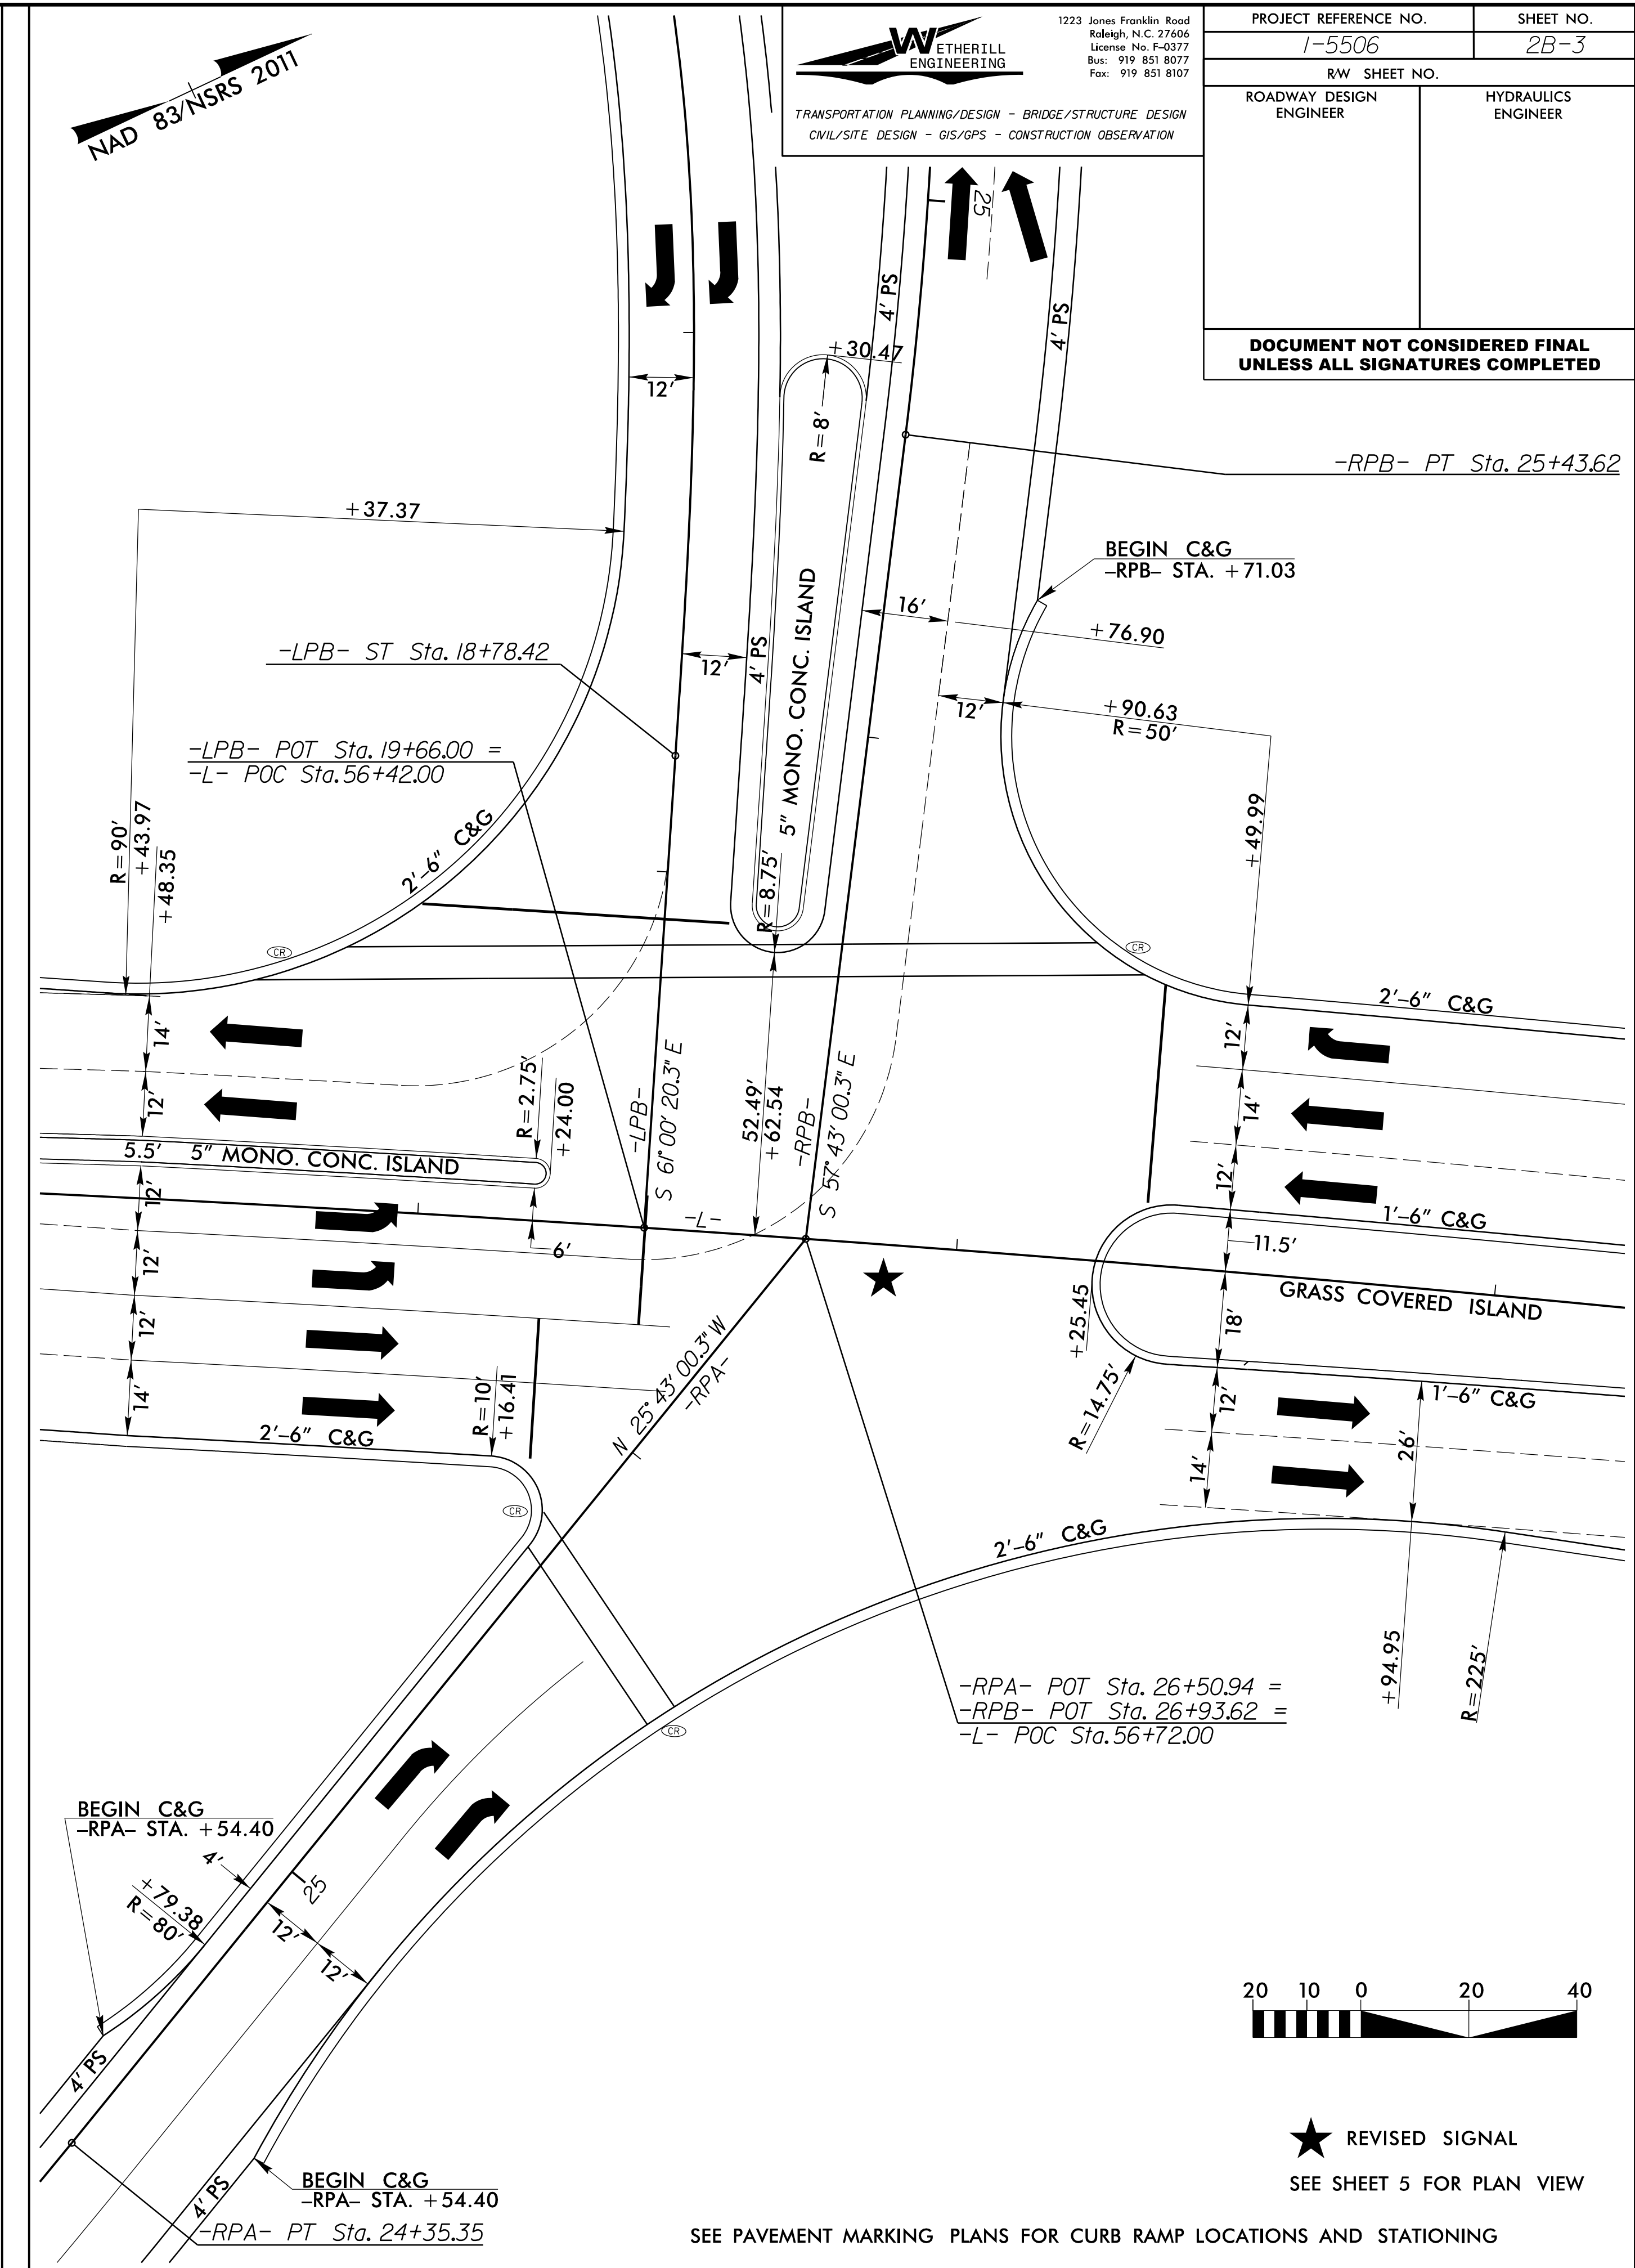 NAD 83/NSRS 2011
WETHERILL
ENGINEERING
1223 Jones Franklin Road
Raleigh, N.C. 27606
License No. F-0377
Bus: 919 851 8077
Fax: 919 851 8107
TRANSPORTATION PLANNING/DESIGN - BRIDGE/STRUCTURE DESIGN
CIVIL/SITE DESIGN - GIS/GPS - CONSTRUCTION OBSERVATION
PROJECT REFERENCE NO.
SHEET NO.
I-5506
2B-3
RW SHEET NO.
ROADWAY DESIGN
ENGINEER
HYDRAULICS
ENGINEER
DOCUMENT NOT CONSIDERED FINAL
UNLESS ALL SIGNATURES COMPLETED
25
4' PS
4' PS
+30.47
12'
R=8'
-RPB- PT Sta. 25+43.62
+37.37
BEGIN C&G
-RPB- STA. +71.03
16'
+76.90
-LPB- ST Sta. 18+78.42
12'
4' PS
5" MONO. CONC. ISLAND
12'
+90.63
R=50'
-LPB- POT Sta. 19+66.00 =
-L- POC Sta. 56+42.00
R=90'
+43.97
+48.35
2'-6" C&G
R=8.75'
+49.99
CR
CR
2'-6" C&G
14'
12'
12'
14'
12'
R=2.75'
+24.00
-LPB-
S 61° 00' 20.3" E
52.49'
+62.54
-RPB-
S 57° 43' 00.3" E
5.5'
5" MONO. CONC. ISLAND
12'
12'
12'
14'
6'
-L-
1'-6" C&G
11.5'
GRASS COVERED ISLAND
18'
+25.45
R=14.75'
1'-6" C&G
12'
14'
26'
N 25° 43' 00.3" W
-RPA-
R=10'
+16.41
2'-6" C&G
CR
2'-6" C&G
+94.95
R=225'
CR
-RPA- POT Sta. 26+50.94 =
-RPB- POT Sta. 26+93.62 =
-L- POC Sta. 56+72.00
BEGIN C&G
-RPA- STA. +54.40
4'
+79.38
R=80'
25
12'
12'
4' PS
4' PS
BEGIN C&G
-RPA- STA. +54.40
-RPA- PT Sta. 24+35.35
20 10 0 20 40
REVISED SIGNAL
SEE SHEET 5 FOR PLAN VIEW
SEE PAVEMENT MARKING PLANS FOR CURB RAMP LOCATIONS AND STATIONING